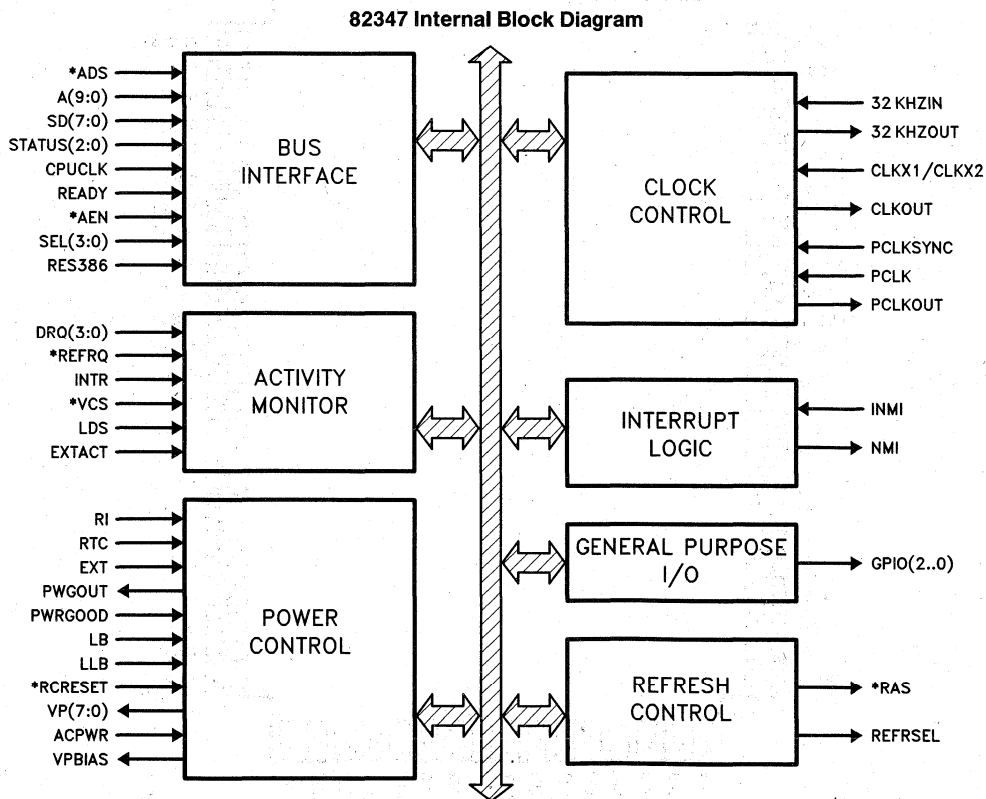 82347 Internal Block Diagram
*ADS
A(9:0)
SD(7:0)
STATUS(2:0)
CPUCLK
READY
*AEN
SEL(3:0)
RES386
BUS
INTERFACE
DRQ(3:0)
*REFRQ
INTR
*VCS
LDS
EXTACT
ACTIVITY
MONITOR
RI
RTC
EXT
PWGOUT
PWRGOOD
LB
LLB
*RCRESET
VP(7:0)
ACPWR
VPBIAS
POWER
CONTROL
CLOCK
CONTROL
32 KHZIN
32 KHZOUT
CLKX1/CLKX2
CLKOUT
PCLKSYNC
PCLK
PCLKOUT
INTERRUPT
LOGIC
INMI
NMI
GENERAL PURPOSE
I/O
GPIO(2..0)
REFRESH
CONTROL
*RAS
REFRSEL